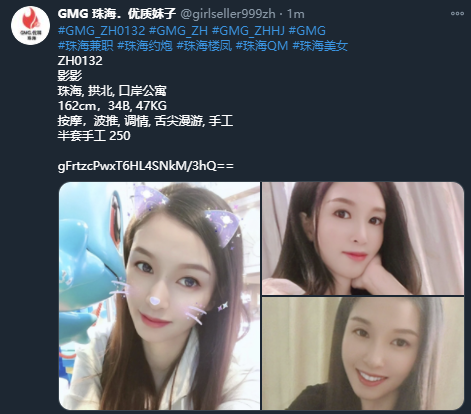 GMG 珠海．优质妹子 @girlseller999zh · 1m
#GMG_ZH0132 #GMG_ZH #GMG_ZHHJ #GMG
#珠海兼职 #珠海约炮 #珠海楼凤 #珠海QM #珠海美女
ZH0132
影影
珠海, 拱北, 口岸公寓
162cm，34B, 47KG
按摩，波推, 调情, 舌尖漫游, 手工
半套手工 250
gFrtzcPwxT6HL4SNkM/3hQ==